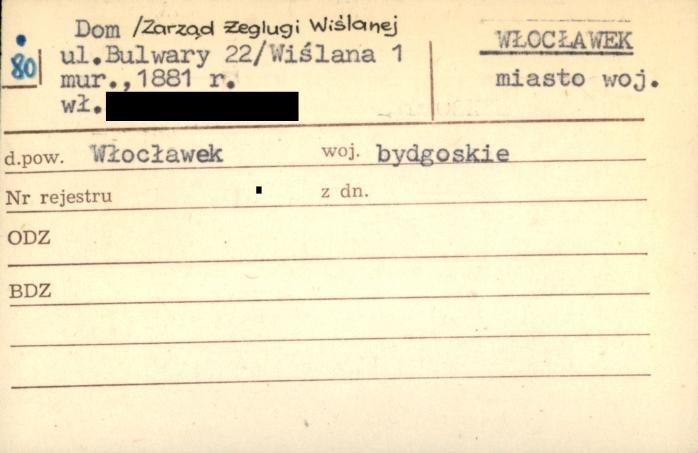 Dom /Zarząd Żeglugi Wiślanej
80
ul.Bulwary 22/Wiślana 1
mur.,1881 r.
wł.
WŁOCŁAWEK
miasto woj.
d.pow. Włocławek woj. bydgoskie
Nr rejestru z dn.
ODZ
BDZ